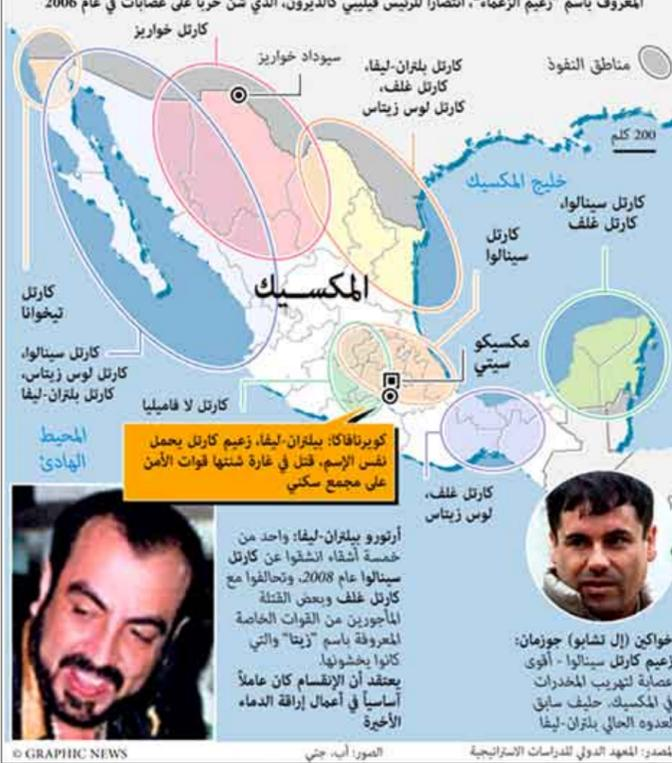 المعروف باسم "زعيم الزعماء"، انتصارا للرئيس فيليبي كالديرون، الذي شن حربا على عصابات في عام 2006
كارتل خواريز
سيوداد خواريز
كارتل بلتران-ليفا،
كارتل غلف،
كارتل لوس زيتاس
مناطق النفوذ
200 كلم
خليج المكسيك
كارتل سينالوا،
كارتل غلف
كارتل
سينالوا
المكسيك
كارتل
تيخوانا
مكسيكو
سيتي
كارتل سينالوا،
كارتل لوس زيتاس،
كارتل بلتران-ليفا
كارتل لا فاميليا
المحيط
الهادئ
كويرنافاكا: بيلتران-ليفا، زعيم كارتل يحمل
نفس الإسم، قتل في غارة شنتها قوات الأمن
على مجمع سكني
كارتل غلف،
لوس زيتاس
أرتورو بيلتران-ليفا: واحد من
خمسة أشقاء انشقوا عن كارتل
سينالوا عام 2008، وتحالفوا مع
كارتل غلف وبعض القتلة
المأجورين من القوات الخاصة
المعروفة باسم "زيتا" والتي
كانوا يخشونها.
يعتقد أن الإنقسام كان عاملاً
أساسياً في أعمال إراقة الدماء
الأخيرة
خواكين (إل تشابو) جوزمان:
زعيم كارتل سينالوا - أقوى
عصابة لتهريب المخدرات
في المكسيك. حليف سابق
لعدوه الحالي بلتران-ليفا
المصدر: المعهد الدولي للدراسات الاستراتيجية
الصور: أب، جتي
© GRAPHIC NEWS